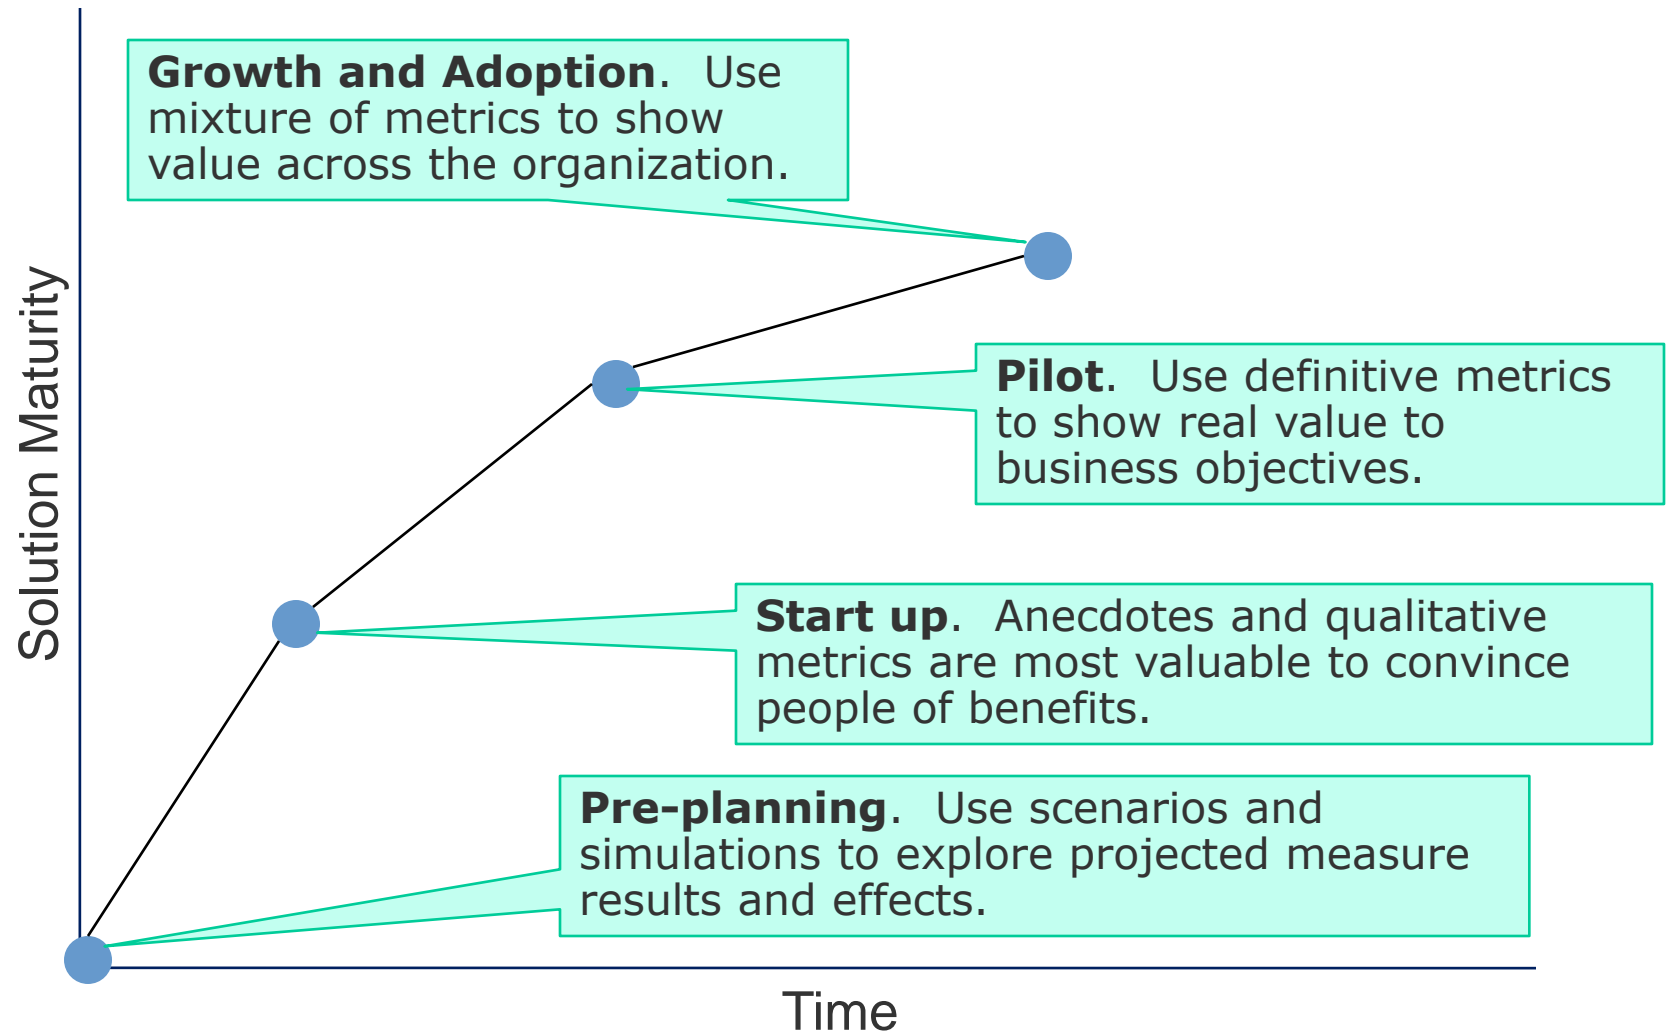 Growth and Adoption.  Use
mixture of metrics to show
value across the organization.
Solution Maturity
Pilot.  Use definitive metrics
to show real value to
business objectives.
Start up.  Anecdotes and qualitative
metrics are most valuable to convince
people of benefits.
Pre-planning.  Use scenarios and
simulations to explore projected measure
results and effects.
Time